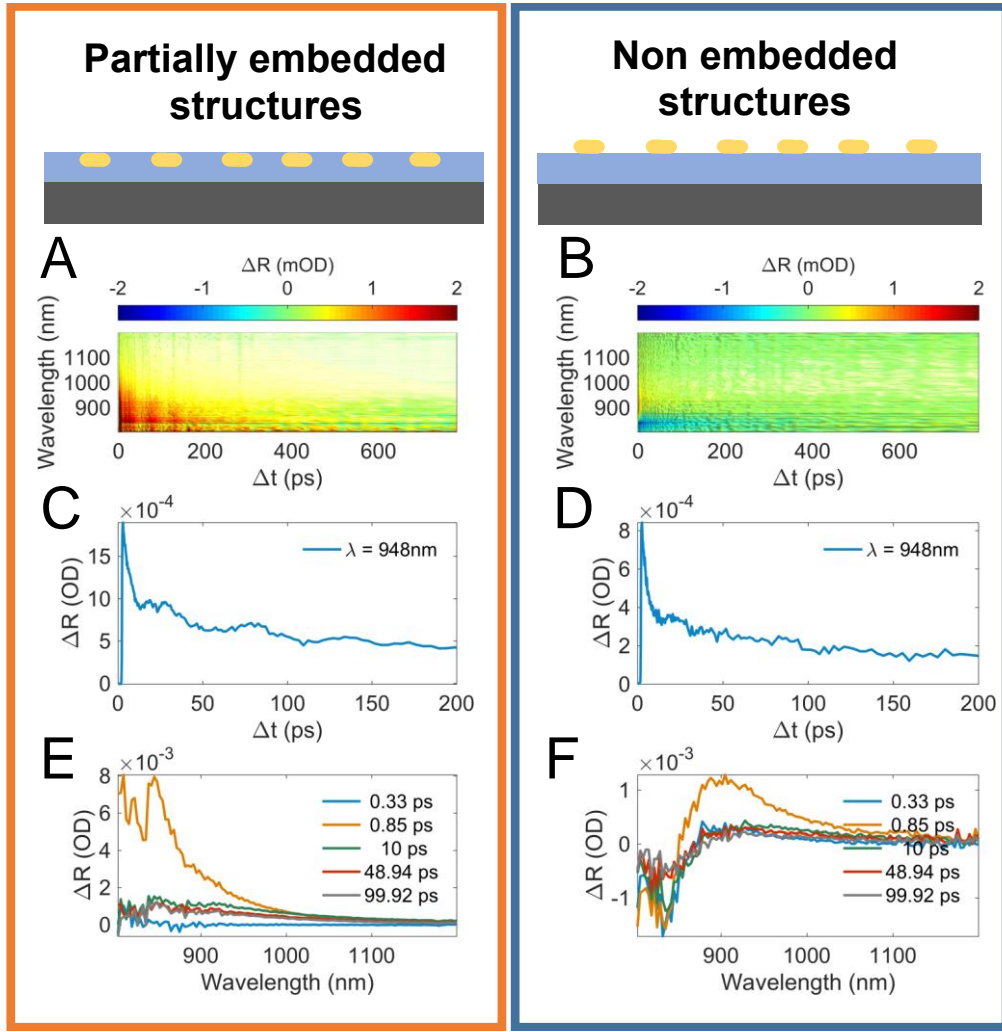 Partially embedded
structures
Non embedded
structures
A
ΔR (mOD)
-2 -1 0 1 2
Wavelength (nm)
1100
1000
900
0 200 400 600
Δt (ps)
B
ΔR (mOD)
-2 -1 0 1 2
Wavelength (nm)
1100
1000
900
0 200 400 600
Δt (ps)
C
×10⁻⁴
ΔR (OD)
15
10
5
0
λ = 948nm
0 50 100 150 200
Δt (ps)
D
×10⁻⁴
ΔR (OD)
8
6
4
2
0
λ = 948nm
0 50 100 150 200
Δt (ps)
E
×10⁻³
ΔR (OD)
8
6
4
2
0
0.33 ps
0.85 ps
10 ps
48.94 ps
99.92 ps
900 1000 1100
Wavelength (nm)
F
×10⁻³
ΔR (OD)
1
0
-1
0.33 ps
0.85 ps
10 ps
48.94 ps
99.92 ps
900 1000 1100
Wavelength (nm)